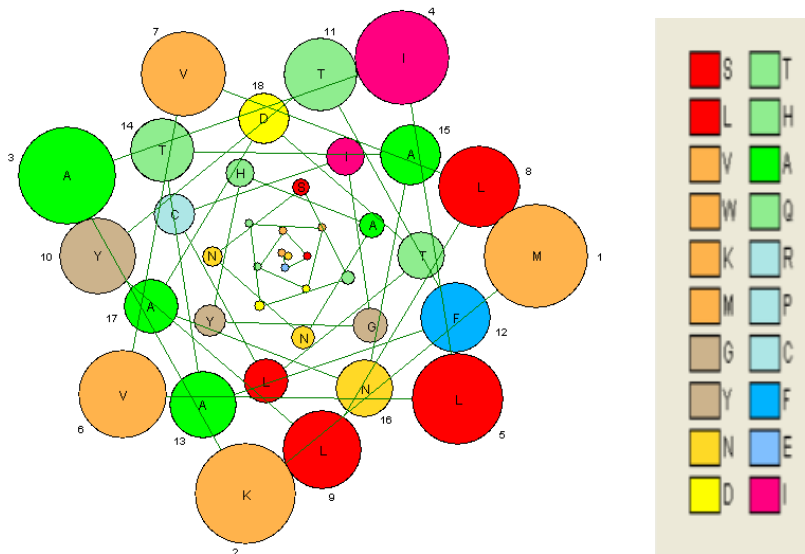 4
7
11
I
V
T
18
D
14
15
T
I
A
3
H
A
S
L
8
C
A
10
Y
N
T
M
1
A
17
Y
G
F
12
N
L
N
V
L
A
16
6
13
5
L
K
9
2
S T
L H
V A
W Q
K R
M P
G C
Y F
N E
D I